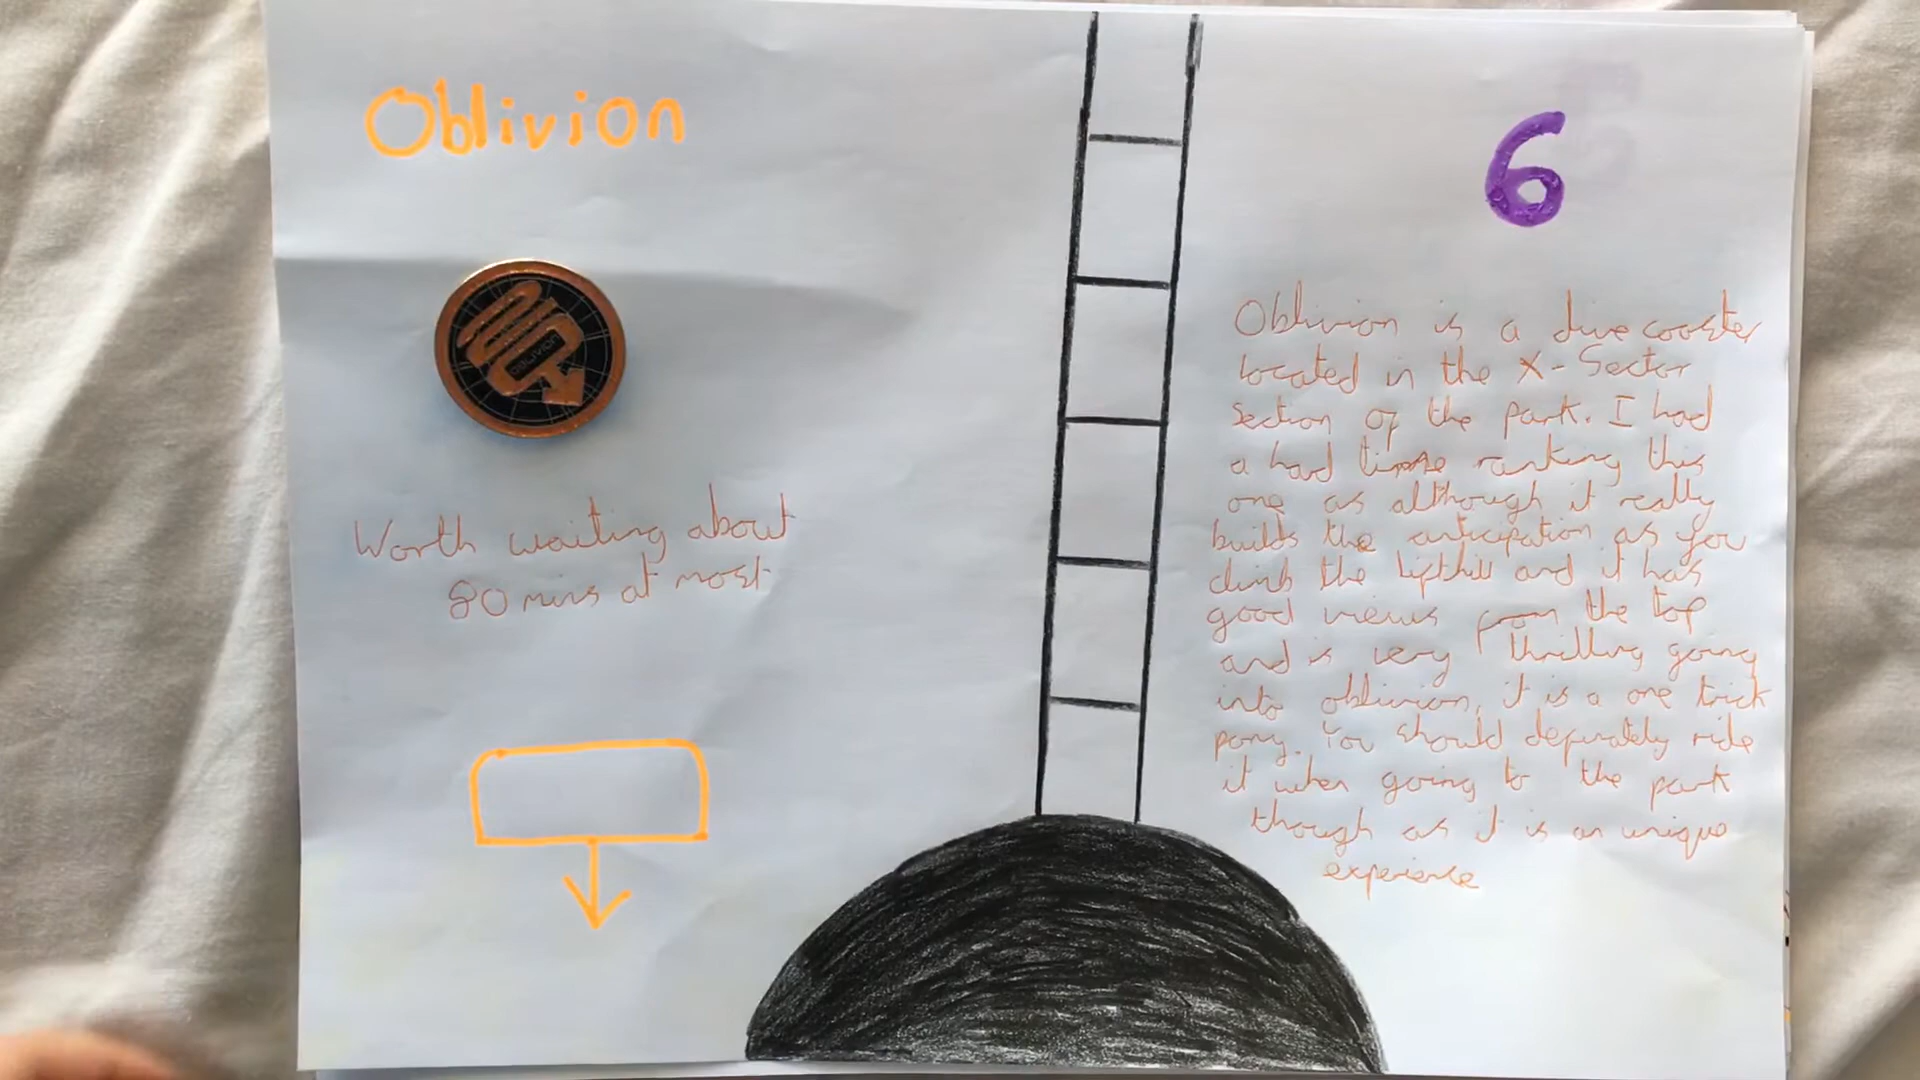 Oblivion
6
OBLIVION
Worth waiting about
80 mins at most
Oblivion is a dive coaster
located in the X-Sector
section of the park. I had
a had time ranking this
one as although it really
builds the anticipation as you
climb the lifthill and it has
good views from the top
and is very thrilling going
into oblivion, it is a one trick
pony. You should definately ride
it when going to the park
though as it is an unique
experience